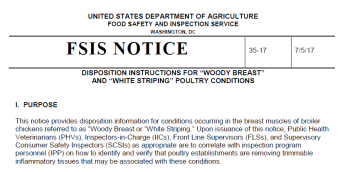 UNITED STATES DEPARTMENT OF AGRICULTURE
FOOD SAFETY AND INSPECTION SERVICE
WASHINGTON, DC
FSIS NOTICE
35-17
7/5/17
DISPOSITION INSTRUCTIONS FOR “WOODY BREAST”
AND “WHITE STRIPING” POULTRY CONDITIONS
I. PURPOSE
This notice provides disposition information for conditions occurring in the breast muscles of broiler
chickens referred to as “Woody Breast or “White Striping.” Upon issuance of this notice, Public Health
Veterinarians (PHVs), Inspectors-in-Charge (IICs), Front Line Supervisors (FLSs), and Supervisory
Consumer Safety Inspectors (SCSIs) as appropriate are to correlate with inspection program
personnel (IPP) on how to identify and verify that poultry establishments are removing trimmable
inflammatory tissues that may be associated with these conditions.